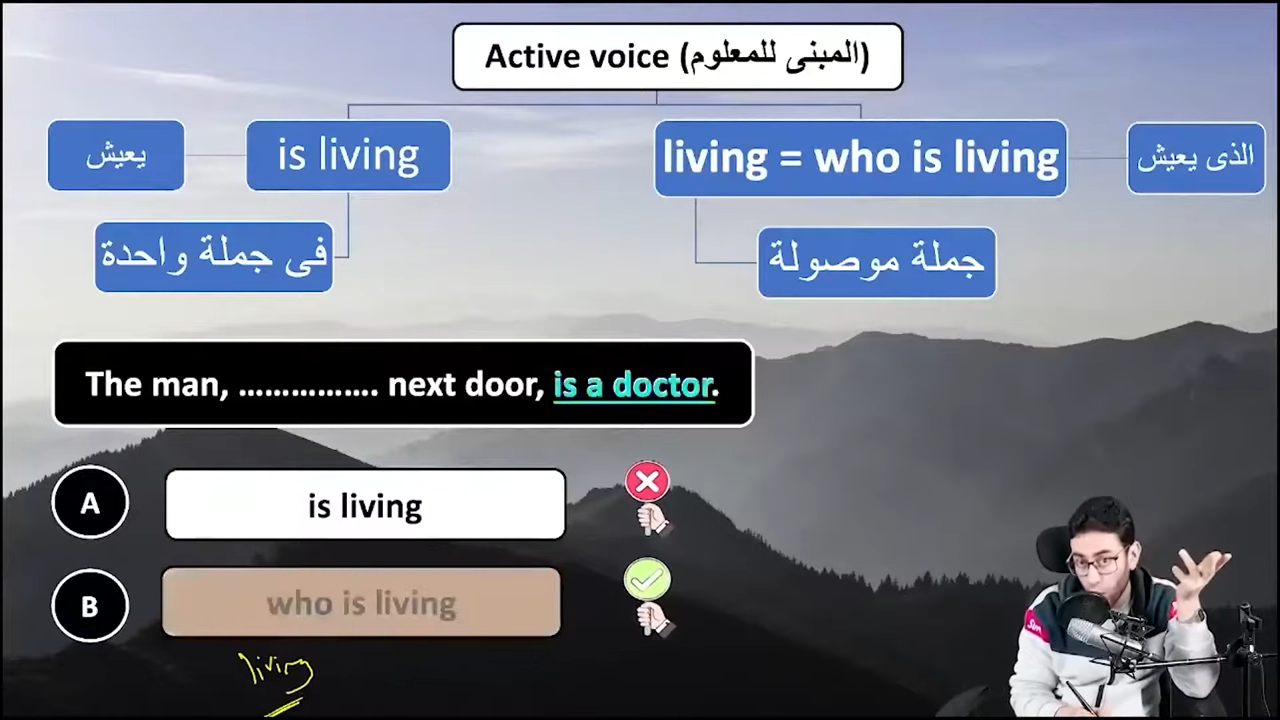 Active voice (المبنى للمعلوم)
يعيش
is living
living = who is living
الذى يعيش
فى جملة واحدة
جملة موصولة
The man, ................ next door, is a doctor.
A
is living
B
who is living
living